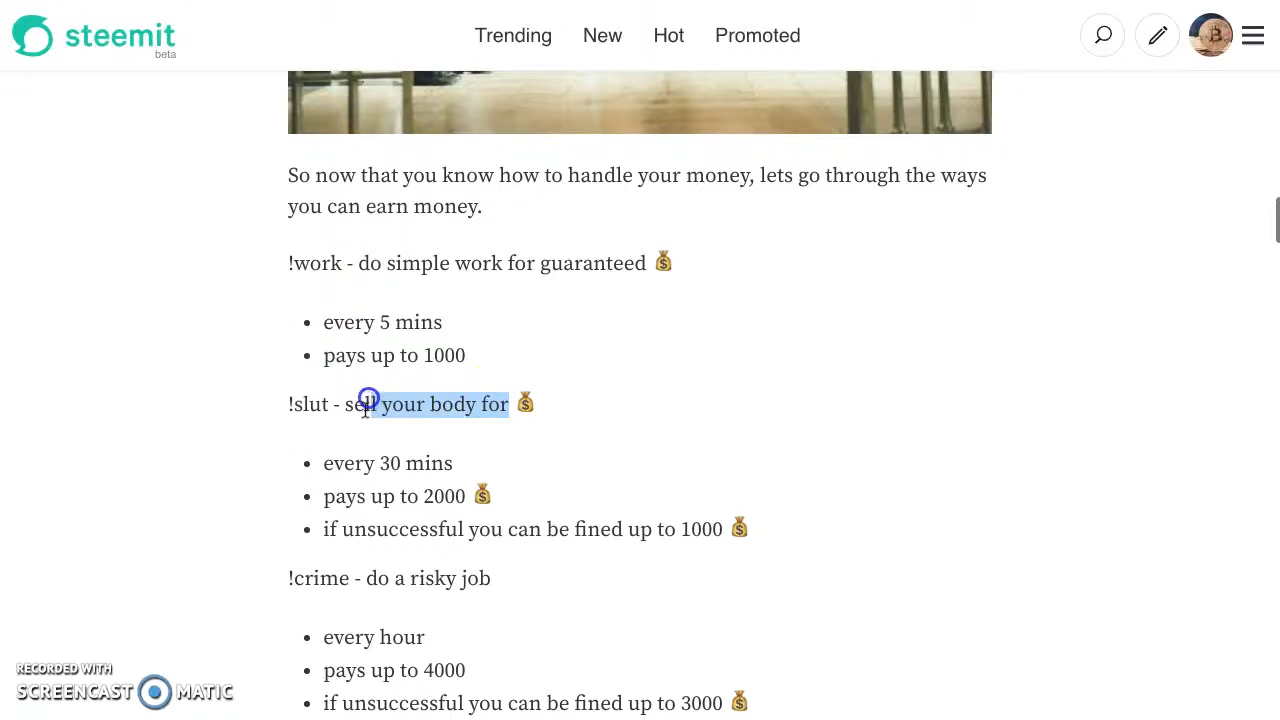 steemit
beta
Trending New Hot Promoted
So now that you know how to handle your money, lets go through the ways
you can earn money.
!work - do simple work for guaranteed 💰
• every 5 mins
• pays up to 1000
!slut - sell your body for 💰
• every 30 mins
• pays up to 2000 💰
• if unsuccessful you can be fined up to 1000 💰
!crime - do a risky job
• every hour
• pays up to 4000
• if unsuccessful you can be fined up to 3000 💰
RECORDED WITH
SCREENCAST MATIC